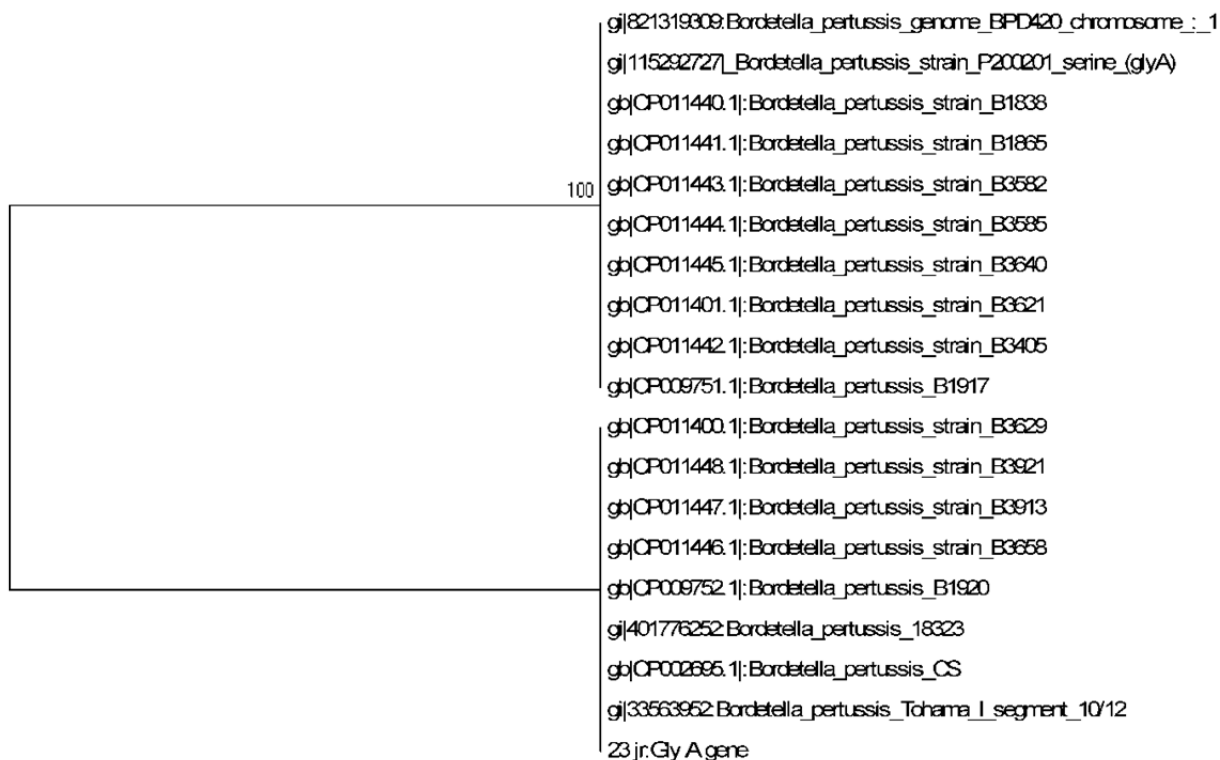 gi|821319309:Bordetella_pertussis_genome_BPD420_chromosome_:_1
gi|115292727|_Bordetella_pertussis_strain_P200201_serine_(glyA)
gb|CP011440.1|:Bordetella_pertussis_strain_B1838
gb|CP011441.1|:Bordetella_pertussis_strain_B1865
gb|CP011443.1|:Bordetella_pertussis_strain_B3582
100
gb|CP011444.1|:Bordetella_pertussis_strain_B3585
gb|CP011445.1|:Bordetella_pertussis_strain_B3640
gb|CP011401.1|:Bordetella_pertussis_strain_B3621
gb|CP011442.1|:Bordetella_pertussis_strain_B3405
gb|CP009751.1|:Bordetella_pertussis_B1917
gb|CP011400.1|:Bordetella_pertussis_strain_B3629
gb|CP011448.1|:Bordetella_pertussis_strain_B3921
gb|CP011447.1|:Bordetella_pertussis_strain_B3913
gb|CP011446.1|:Bordetella_pertussis_strain_B3658
gb|CP009752.1|:Bordetella_pertussis_B1920
gi|401776252:Bordetella_pertussis_18323
gb|CP002695.1|:Bordetella_pertussis_CS
gi|33563952:Bordetella_pertussis_Tohama_I_segment_10/12
23 jr:Gly A gene